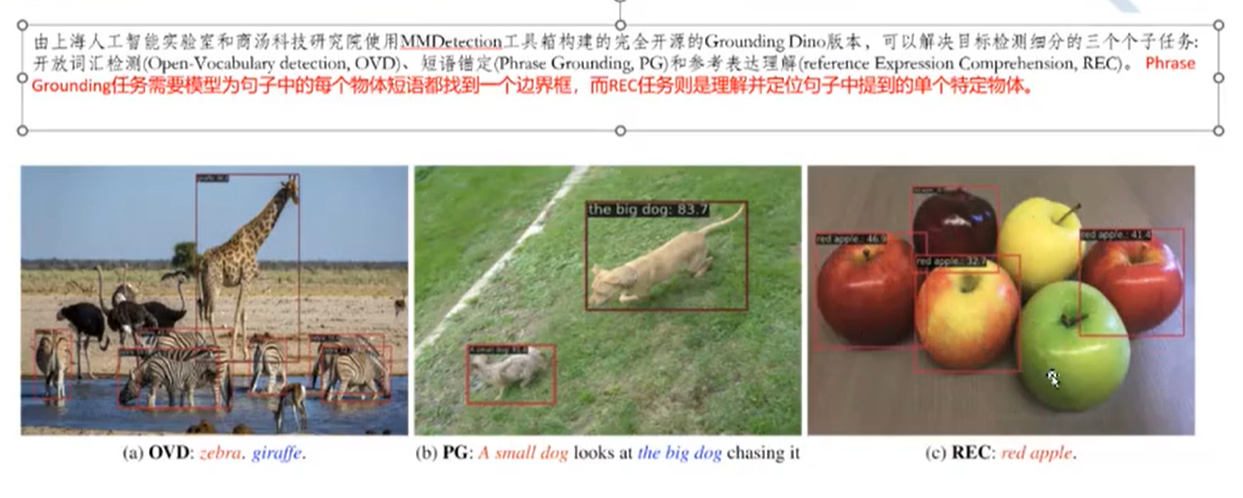 由上海人工智能实验室和商汤科技研究院使用MMDetection工具箱构建的完全开源的Grounding Dino版本，可以解决目标检测细分的三个个子任务:
开放词汇检测(Open-Vocabulary detection, OVD)、短语锚定(Phrase Grounding, PG)和参考表达理解(reference Expression Comprehension, REC)。 Phrase
Grounding任务需要模型为句子中的每个物体短语都找到一个边界框，而REC任务则是理解并定位句子中提到的单个特定物体。
the big dog: 83.7
A small dog:
red apple.: 46.9
red apple.: 32.7
red apple.: 41.4
(a) OVD: zebra. giraffe.
(b) PG: A small dog looks at the big dog chasing it
(c) REC: red apple.